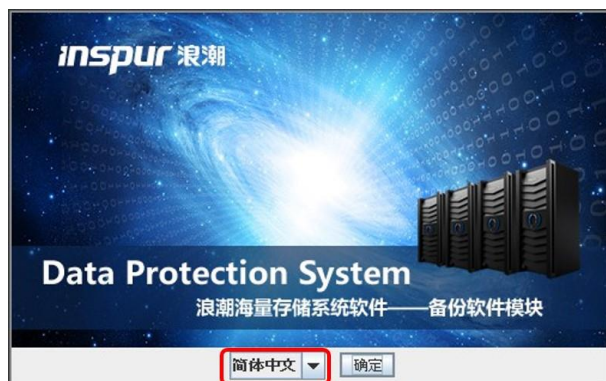 inspur 浪潮
Data Protection System
浪潮海量存储系统软件——备份软件模块
简体中文 确定